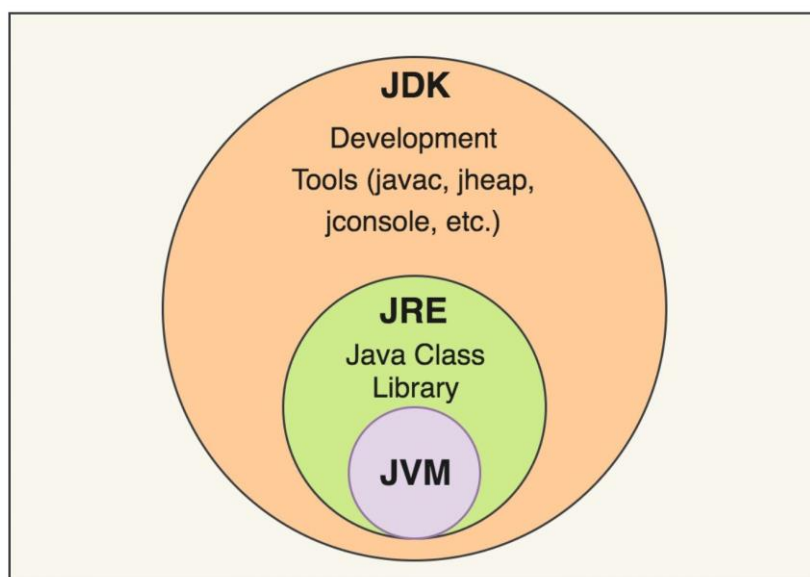 JDK
Development
Tools (javac, jheap,
jconsole, etc.)
JRE
Java Class
Library
JVM